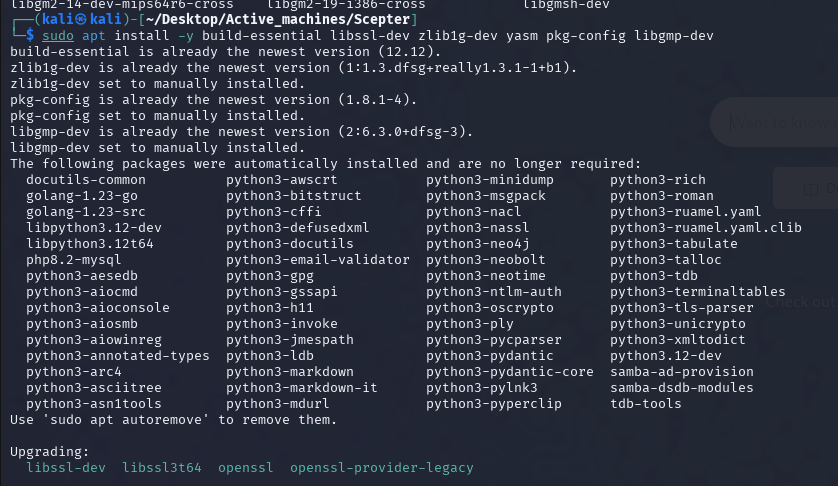 libgm2-14-dev-mips64r6-cross    libgm2-19-i386-cross    libgmsh-dev
┌──(kali㉿kali)-[~/Desktop/Active_machines/Scepter]
└─$ sudo apt install -y build-essential libssl-dev zlib1g-dev yasm pkg-config libgmp-dev
build-essential is already the newest version (12.12).
zlib1g-dev is already the newest version (1:1.3.dfsg+really1.3.1-1+b1).
zlib1g-dev set to manually installed.
pkg-config is already the newest version (1.8.1-4).
pkg-config set to manually installed.
libgmp-dev is already the newest version (2:6.3.0+dfsg-3).
libgmp-dev set to manually installed.
The following packages were automatically installed and are no longer required:
docutils-common python3-awscrt python3-minidump python3-rich
golang-1.23-go python3-bitstruct python3-msgpack python3-roman
golang-1.23-src python3-cffi python3-nacl python3-ruamel.yaml
libpython3.12-dev python3-defusedxml python3-nassl python3-ruamel.yaml.clib
libpython3.12t64 python3-docutils python3-neo4j python3-tabulate
php8.2-mysql python3-email-validator python3-neobolt python3-talloc
python3-aesedb python3-gpg python3-neotime python3-tdb
python3-aiocmd python3-gssapi python3-ntlm-auth python3-terminaltables
python3-aioconsole python3-h11 python3-oscrypto python3-tls-parser
python3-aiosmb python3-invoke python3-ply python3-unicrypto
python3-aiowinreg python3-jmespath python3-pycparser python3-xmltodict
python3-annotated-types python3-ldb python3-pydantic python3.12-dev
python3-arc4 python3-markdown python3-pydantic-core samba-ad-provision
python3-asciitree python3-markdown-it python3-pylnk3 samba-dsdb-modules
python3-asn1tools python3-mdurl python3-pyperclip tdb-tools
Use 'sudo apt autoremove' to remove them.
Upgrading:
libssl-dev libssl3t64 openssl openssl-provider-legacy
Want to know
Check out